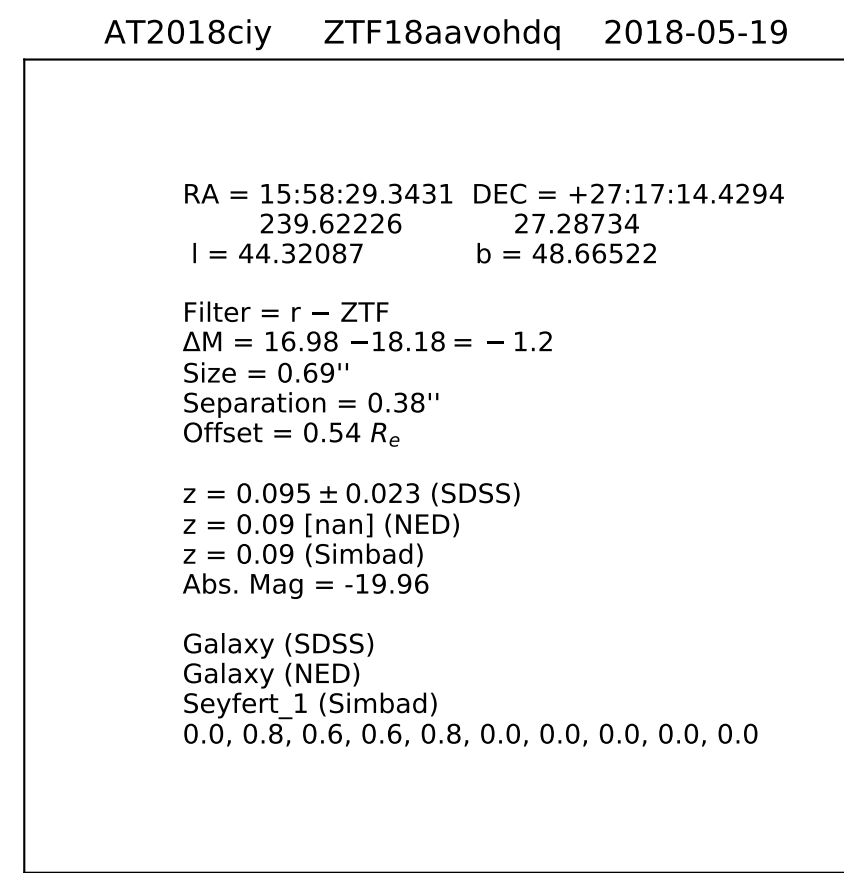 AT2018ciy ZTF18aavohdq 2018-05-19
RA = 15:58:29.3431 DEC = +27:17:14.4294
239.62226 27.28734
l = 44.32087 b = 48.66522
Filter = r − ZTF
ΔM = 16.98 −18.18 = − 1.2
Size = 0.69''
Separation = 0.38''
Offset = 0.54 Re
z = 0.095 ± 0.023 (SDSS)
z = 0.09 [nan] (NED)
z = 0.09 (Simbad)
Abs. Mag = -19.96
Galaxy (SDSS)
Galaxy (NED)
Seyfert_1 (Simbad)
0.0, 0.8, 0.6, 0.6, 0.8, 0.0, 0.0, 0.0, 0.0, 0.0